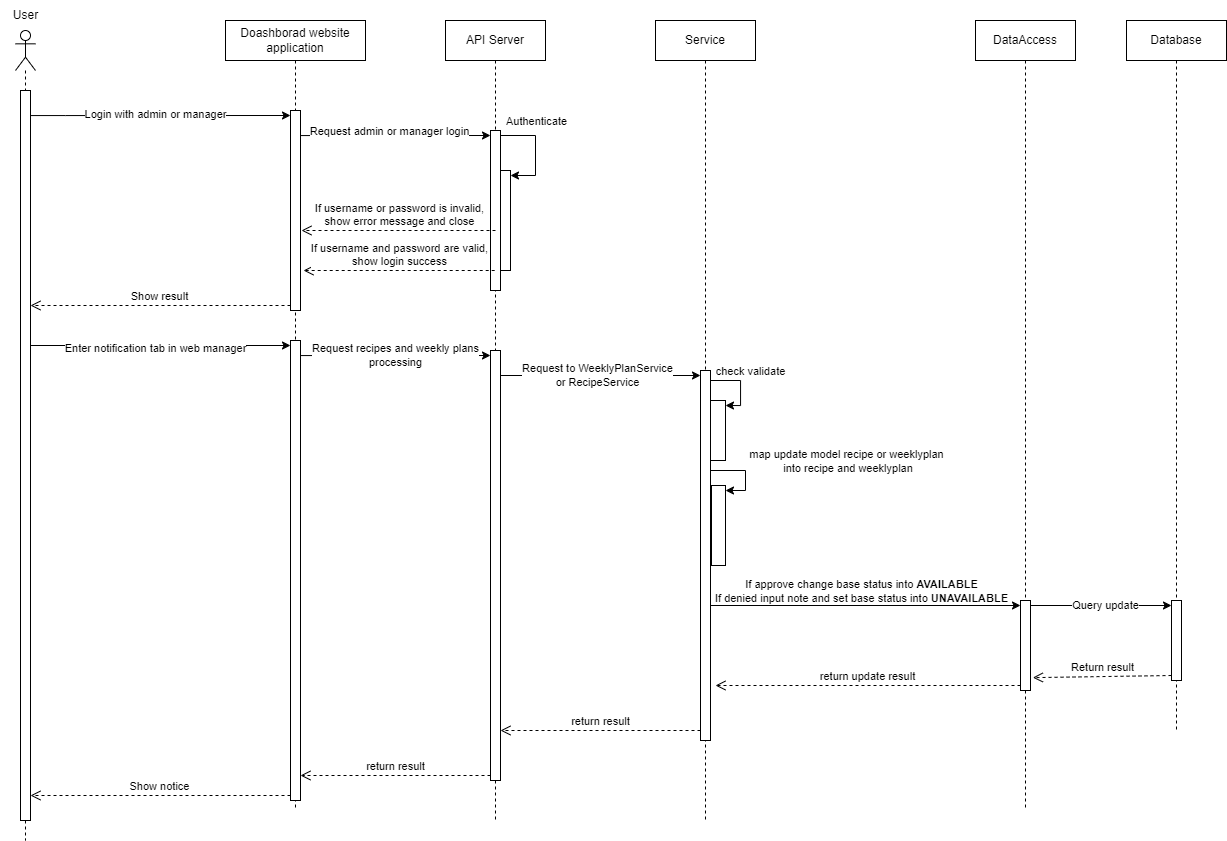 User
Doashborad website
application
API Server
Service
DataAccess
Database
Login with admin or manager
Request admin or manager login
Authenticate
If username or password is invalid,
show error message and close
If username and password are valid,
show login success
Show result
Enter notification tab in web manager
Request recipes and weekly plans
processing
Request to WeeklyPlanService
or RecipeService
check validate
map update model recipe or weeklyplan
into recipe and weeklyplan
If approve change base status into AVAILABLE
If denied input note and set base status into UNAVAILABLE
Query update
Return result
return update result
return result
return result
Show notice